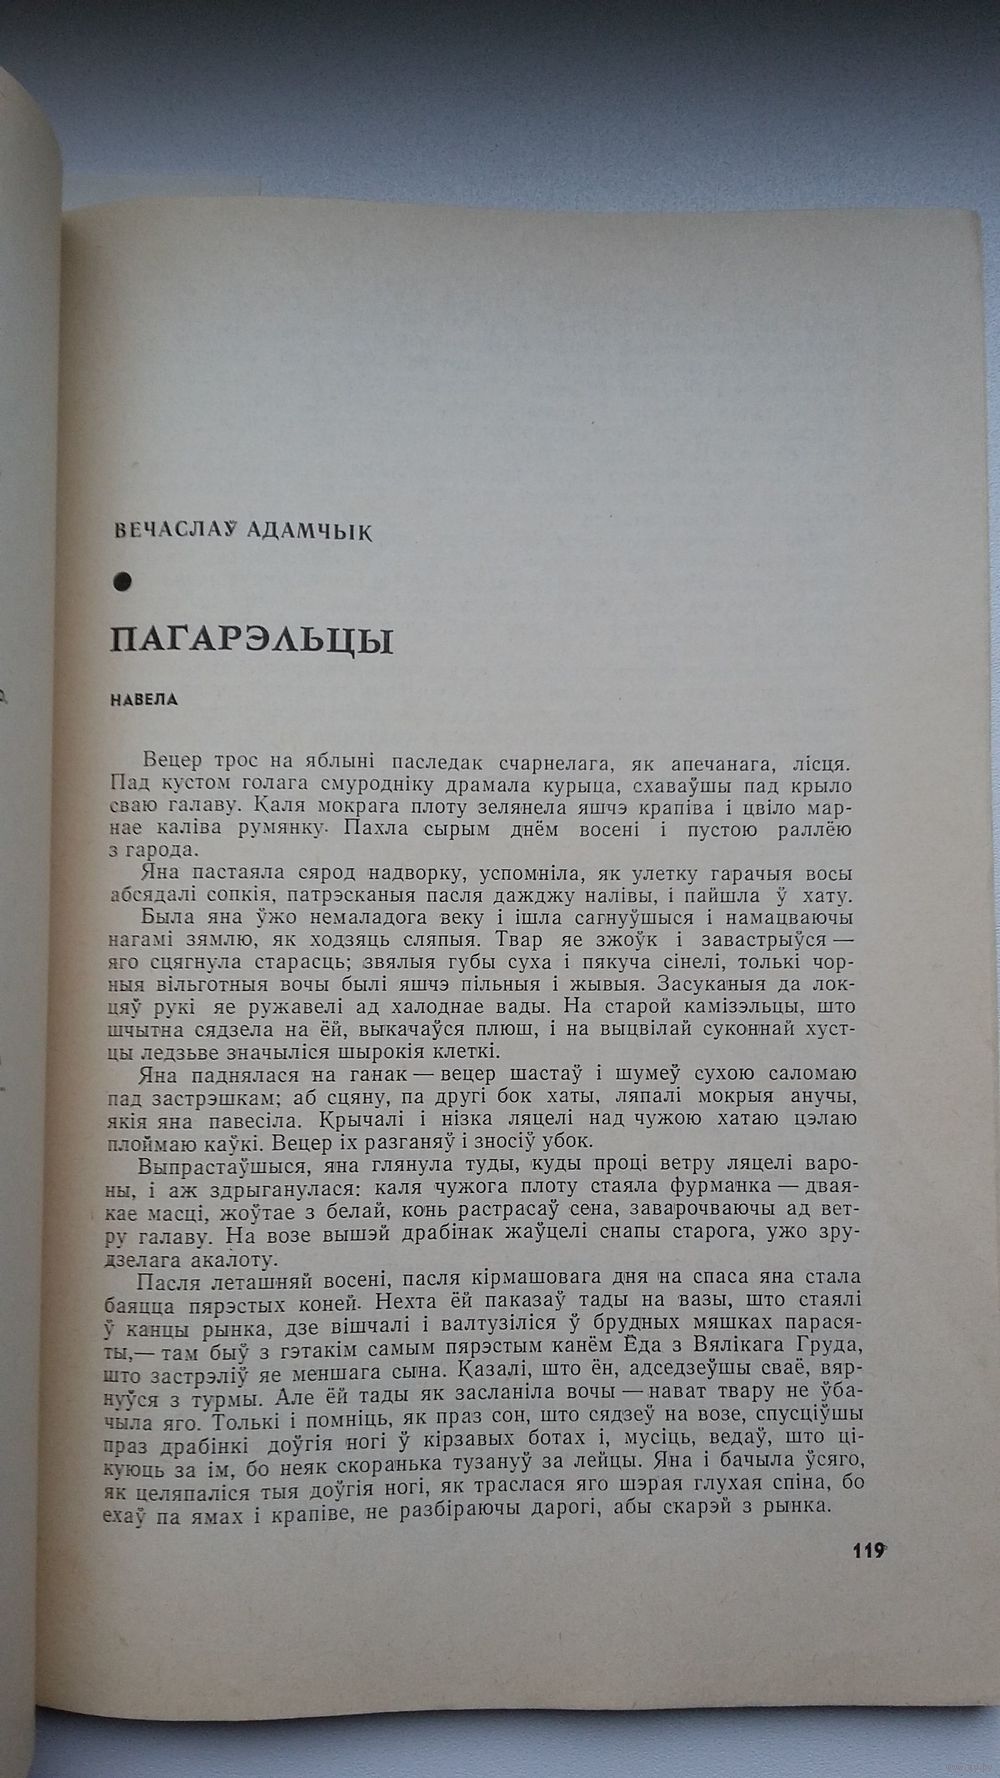 ВЕЧАСЛАЎ АДАМЧЫК
●
ПАГАРЭЛЬЦЫ
НАВЕЛА
Вецер трос на яблыні паследак счарнелага, як апечанага, лісця.
Пад кустом голага смуродніку драмала курыца, схаваўшы пад крыло
сваю галаву. Каля мокрага плоту зелянела яшчэ крапіва і цвіло мар-
нае каліва румянку. Пахла сырым днём восені і пустою раллёю
з гарода.
Яна пастаяла сярод надворку, успомніла, як улетку гарачыя восы
абсядалі сопкія, патрэсканыя пасля дажджу налівы, і пайшла ў хату.
Была яна ўжо немаладога веку і ішла сагнуўшыся і намацваючы
нагамі зямлю, як ходзяць сляпыя. Твар яе зжоўк і завастрыўся —
яго сцягнула старасць; звялыя губы суха і пякуча сінелі, толькі чор-
ныя вільготныя вочы былі яшчэ пільныя і жывыя. Засуканыя да лок-
цяў рукі яе ружавелі ад халоднае вады. На старой камізэльцы, што
шчытна сядзела на ёй, выкачаўся плюш, і на выцвілай суконнай хуст-
цы ледзьве значыліся шырокія клеткі.
Яна паднялася на ганак — вецер шастаў і шумеў сухою саломаю
пад застрэшкам; аб сцяну, па другі бок хаты, ляпалі мокрыя анучы,
якія яна павесіла. Крычалі і нізка ляцелі над чужою хатаю цэлаю
плоймаю каўкі. Вецер іх разганяў і зносіў убок.
Выпрастаўшыся, яна глянула туды, куды проці ветру ляцелі варо-
ны, і аж здрыганулася: каля чужога плоту стаяла фурманка — двая-
кае масці, жоўтае з белай, конь растрасаў сена, заварочваючы ад вет-
ру галаву. На возе вышэй драбінак жаўцелі снапы старога, ужо зру-
дзелага акалоту.
Пасля леташняй восені, пасля кірмашовага дня на спаса яна стала
баяцца пярэстых коней. Нехта ёй паказаў тады на вазы, што стаялі
ў канцы рынка, дзе вішчалі і валтузіліся ў брудных мяшках парася-
ты,— там быў з гэтакім самым пярэстым канём Ёда з Вялікага Груда,
што застрэліў яе меншага сына. Казалі, што ён, адседзеўшы сваё, вяр-
нуўся з турмы. Але ёй тады як засланіла вочы — нават твару не ўба-
чыла яго. Толькі і помніць, як праз сон, што сядзеў на возе, спусціўшы
праз драбінкі доўгія ногі ў кірзавых ботах і, мусіць, ведаў, што ці-
куюць за ім, бо неяк скоранька тузануў за лейцы. Яна і бачыла ўсяго,
як целяпаліся тыя доўгія ногі, як траслася яго шэрая глухая спіна, бо
ехаў па ямах і крапіве, не разбіраючы дарогі, абы скарэй з рынка.
119